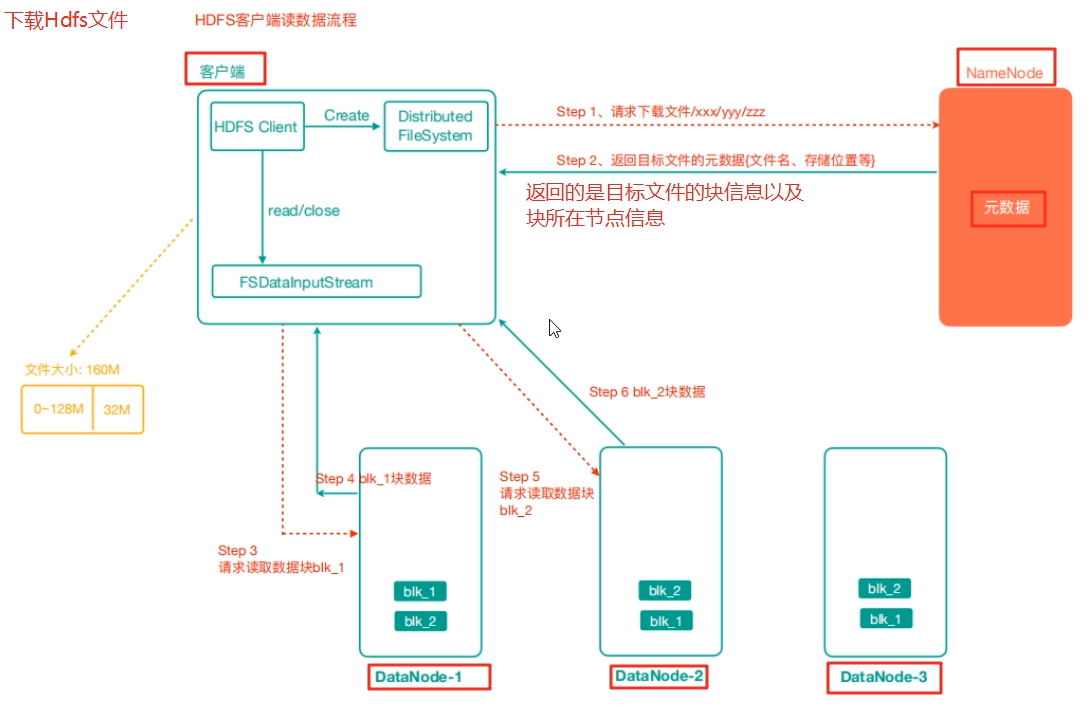 下载Hdfs文件
HDFS客户端读数据流程
客户端
NameNode
HDFS Client
Create
Distributed
FileSystem
Step 1、请求下载文件/xxx/yyy/zzz
Step 2、返回目标文件的元数据{文件名、存储位置等}
返回的是目标文件的块信息以及
块所在节点信息
元数据
read/close
FSDataInputStream
文件大小: 160M
0~128M
32M
Step 6 blk_2块数据
Step 4 blk_1块数据
Step 5
请求读取数据块
blk_2
Step 3
请求读取数据块blk_1
blk_1
blk_2
blk_2
blk_1
blk_2
blk_1
DataNode-1
DataNode-2
DataNode-3